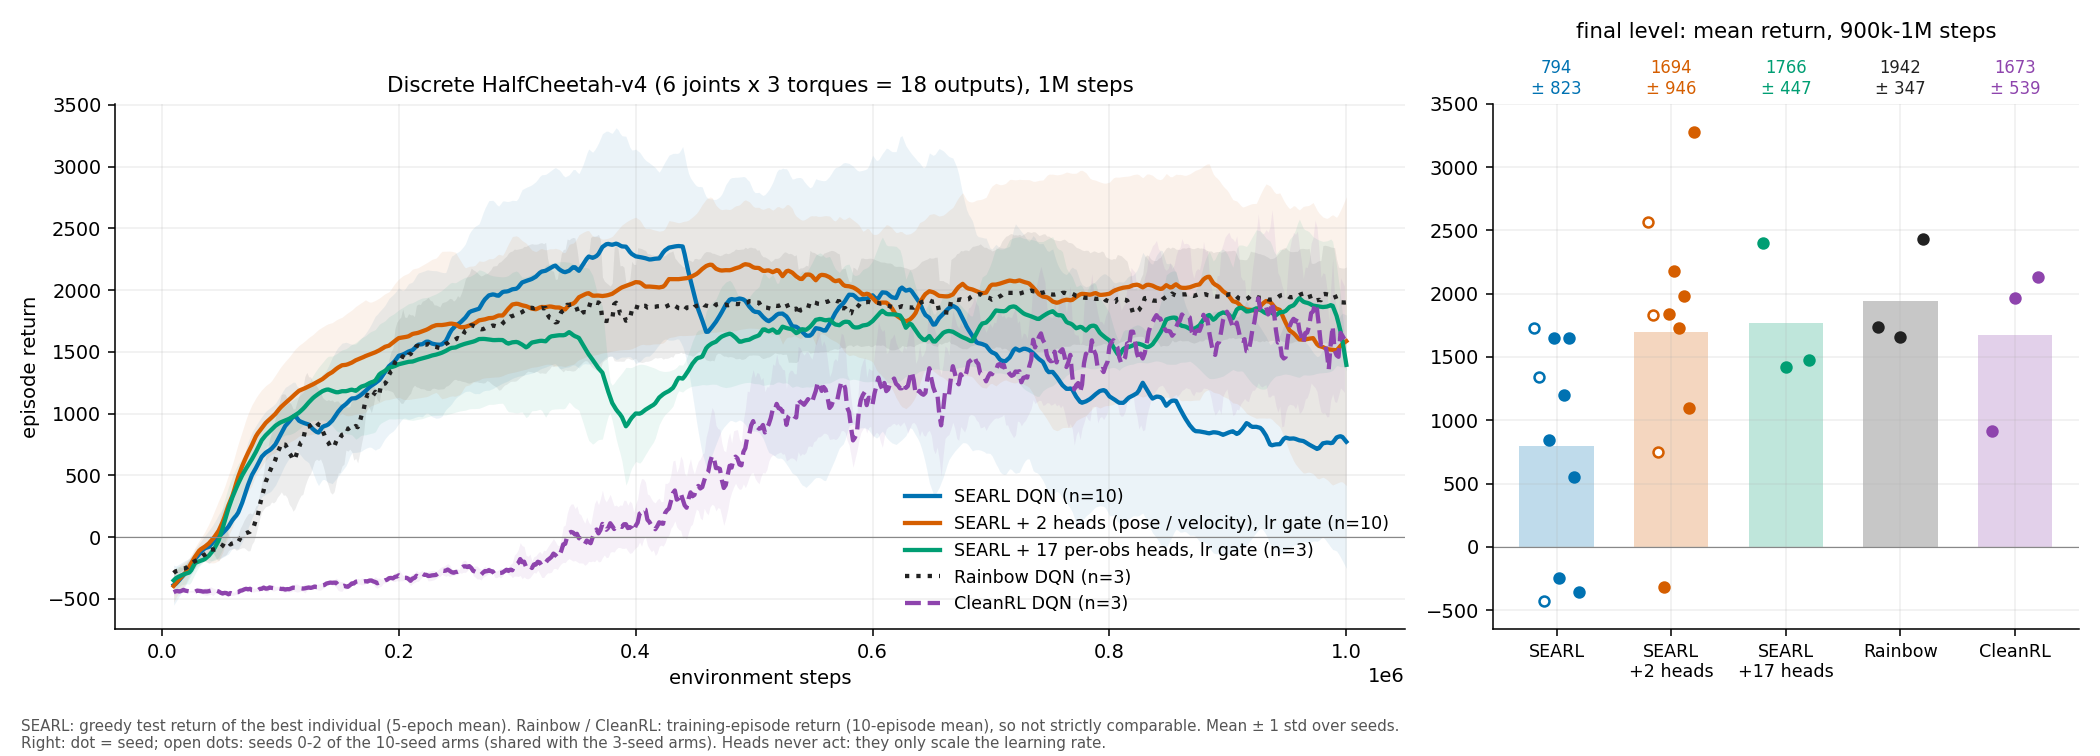 final level: mean return, 900k-1M steps
794 1694 1766 1942 1673
± 823 ± 946 ± 447 ± 347 ± 539
Discrete HalfCheetah-v4 (6 joints x 3 torques = 18 outputs), 1M steps
episode return
3500
3000
2500
2000
1500
1000
500
0
−500
SEARL DQN (n=10)
SEARL + 2 heads (pose / velocity), lr gate (n=10)
SEARL + 17 per-obs heads, lr gate (n=3)
Rainbow DQN (n=3)
CleanRL DQN (n=3)
0.0 0.2 0.4 0.6 0.8 1.0
1e6
environment steps
3500
3000
2500
2000
1500
1000
500
0
−500
SEARL SEARL SEARL Rainbow CleanRL
+2 heads +17 heads
SEARL: greedy test return of the best individual (5-epoch mean). Rainbow / CleanRL: training-episode return (10-episode mean), so not strictly comparable. Mean ± 1 std over seeds.
Right: dot = seed; open dots: seeds 0-2 of the 10-seed arms (shared with the 3-seed arms). Heads never act: they only scale the learning rate.